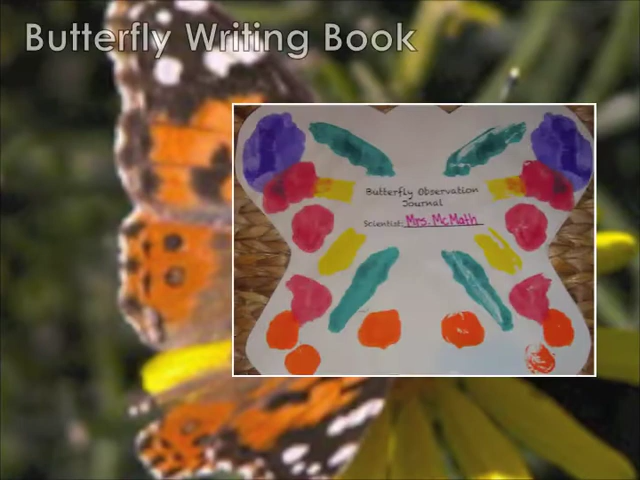 Butterfly Writing Book
Butterfly Observation
Journal
Scientist: Mrs. McMath